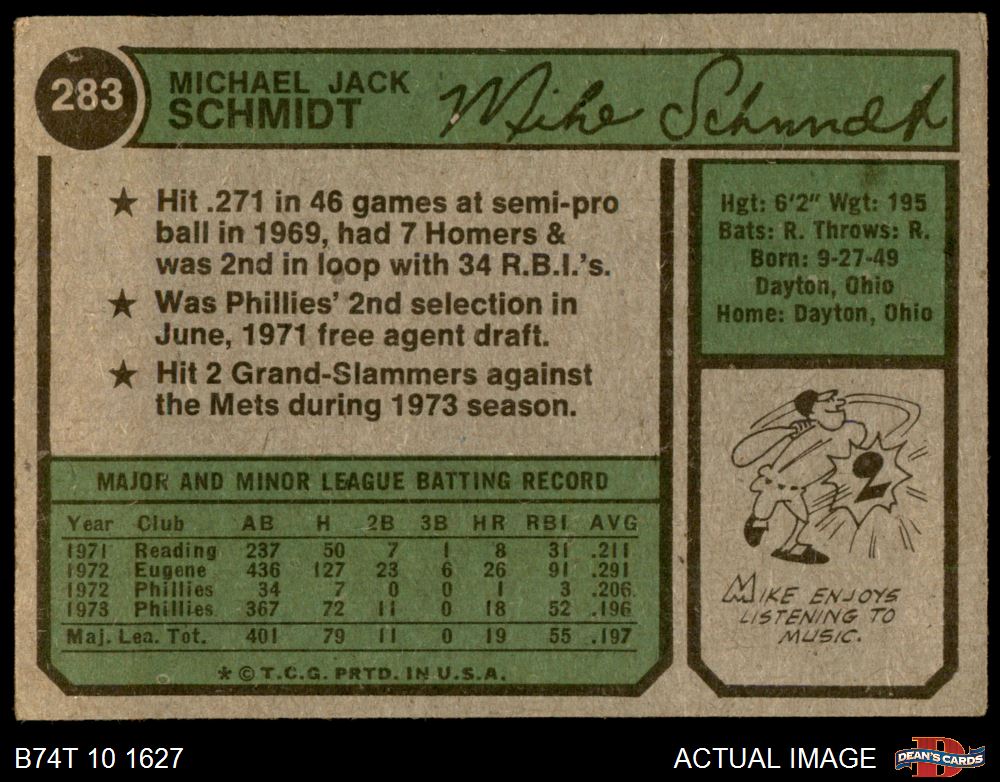 283
MICHAEL JACK
SCHMIDT
Mike Schmidt
★ Hit .271 in 46 games at semi-pro
ball in 1969, had 7 Homers &
was 2nd in loop with 34 R.B.I.'s.
★ Was Phillies' 2nd selection in
June, 1971 free agent draft.
★ Hit 2 Grand-Slammers against
the Mets during 1973 season.
Hgt: 6'2" Wgt: 195
Bats: R. Throws: R.
Born: 9-27-49
Dayton, Ohio
Home: Dayton, Ohio
2
MIKE ENJOYS
LISTENING TO
MUSIC.
MAJOR AND MINOR LEAGUE BATTING RECORD
Year Club AB H 2B 3B HR RBI AVG
1971 Reading 237 50 7 1 8 31 .211
1972 Eugene 436 127 23 6 26 91 .291
1972 Phillies 34 7 0 0 1 3 .206
1973 Phillies 367 72 11 0 18 52 .196
Maj. Lea. Tot. 401 79 11 0 19 55 .197
* © T.C.G. PRTD. IN U.S.A.
B74T 10 1627
ACTUAL IMAGE
D
DEAN'S CARDS